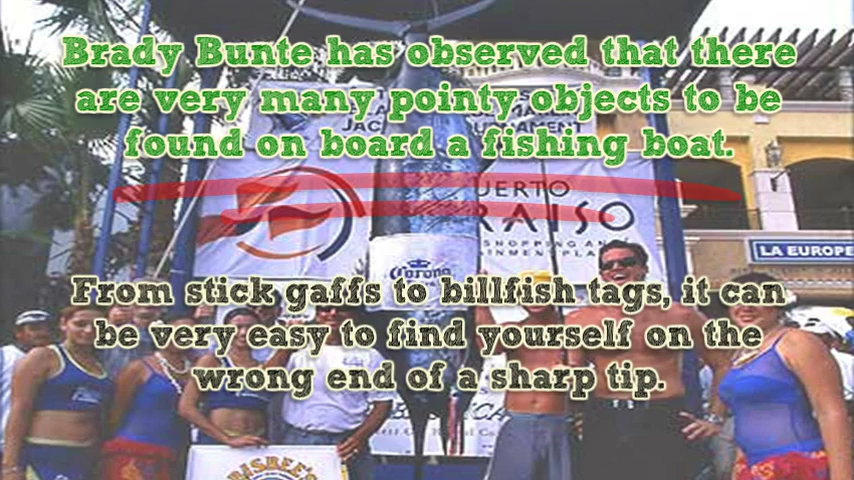 Brady Bunte has observed that there
are very many pointy objects to be
found on board a fishing boat.
UERTO
LA EUROPE
Corona
From stick gaffs to billfish tags, it can
be very easy to find yourself on the
wrong end of a sharp tip.
BISBEE'S